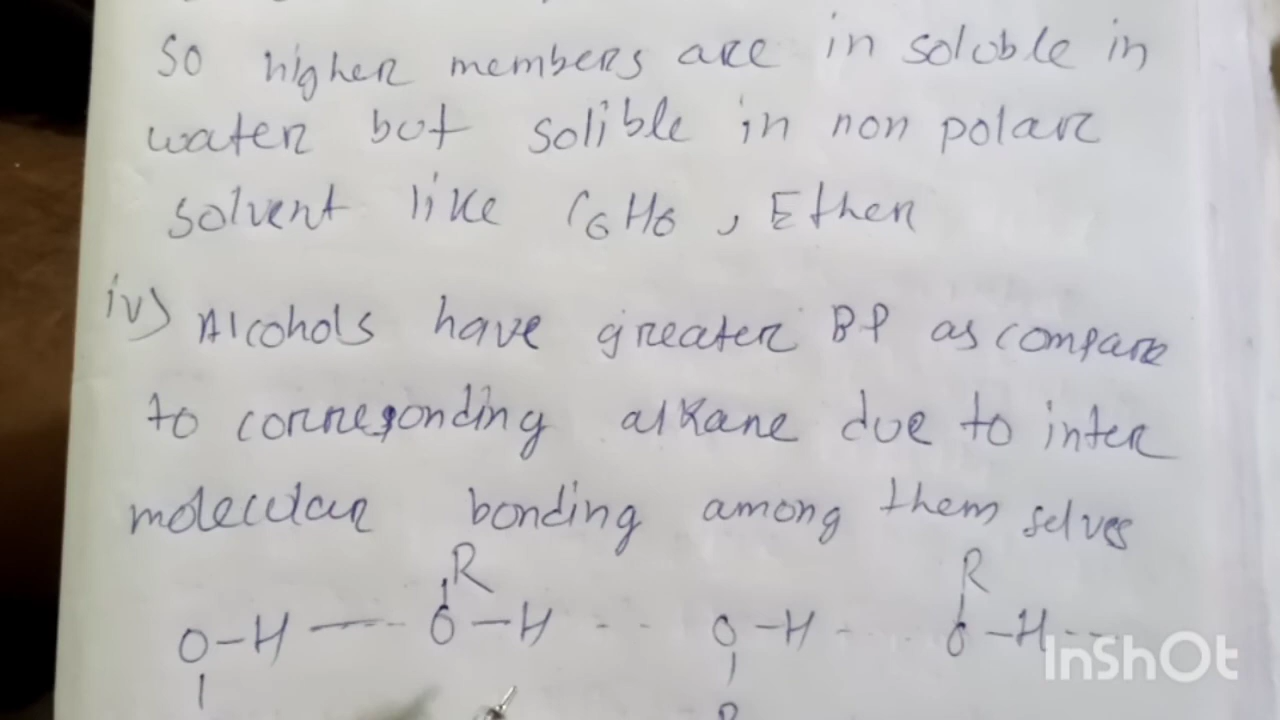 So higher members are in soluble in
water but solible in non polar
solvent like C6H6, Ether
iv) Alcohols have greater BP as compare
to corresponding alkane due to inter
molecular bonding among them selves
R R
O-H ---- O-H -- O-H - -- O-H---
R
InShOt